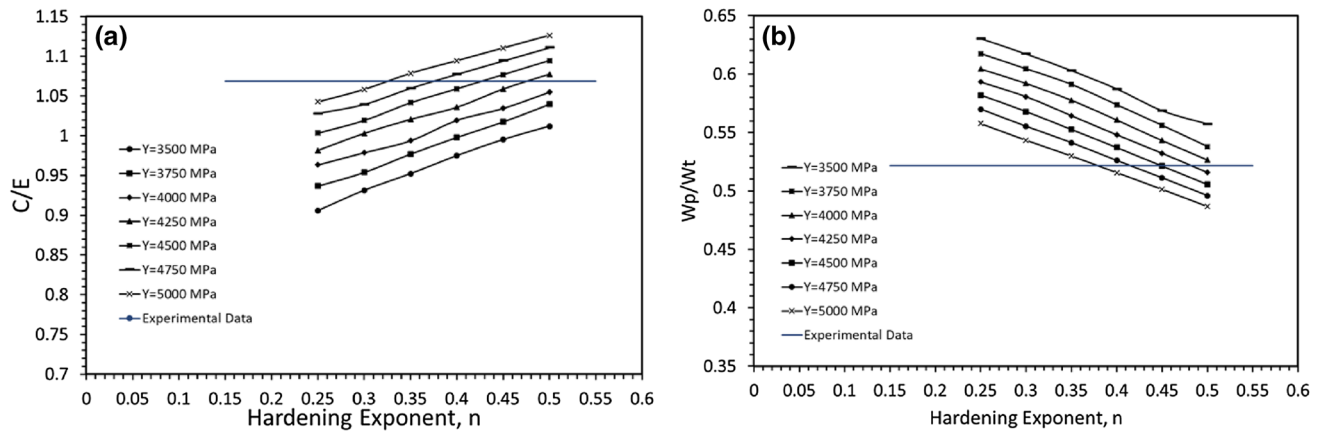 (a)
C/E
1.15
1.1
1.05
1
0.95
0.9
0.85
0.8
0.75
0.7
Y=3500 MPa
Y=3750 MPa
Y=4000 MPa
Y=4250 MPa
Y=4500 MPa
Y=4750 MPa
Y=5000 MPa
Experimental Data
0 0.05 0.1 0.15 0.2 0.25 0.3 0.35 0.4 0.45 0.5 0.55 0.6
Hardening Exponent, n
(b)
Wp/Wt
0.65
0.6
0.55
0.5
0.45
0.4
0.35
Y=3500 MPa
Y=3750 MPa
Y=4000 MPa
Y=4250 MPa
Y=4500 MPa
Y=4750 MPa
Y=5000 MPa
Experimental Data
0 0.05 0.1 0.15 0.2 0.25 0.3 0.35 0.4 0.45 0.5 0.55 0.6
Hardening Exponent, n